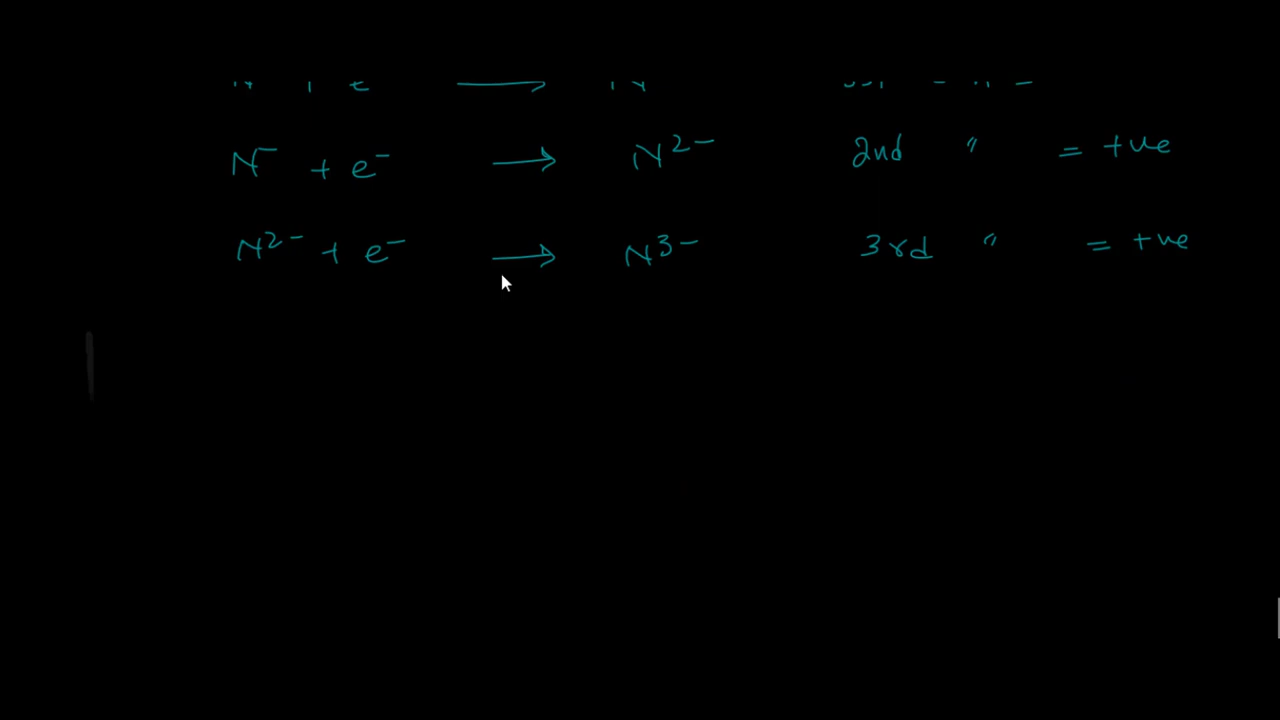 N⁻ + e⁻ → N²⁻ 2nd " = +ve
N²⁻ + e⁻ → N³⁻ 3rd " = +ve